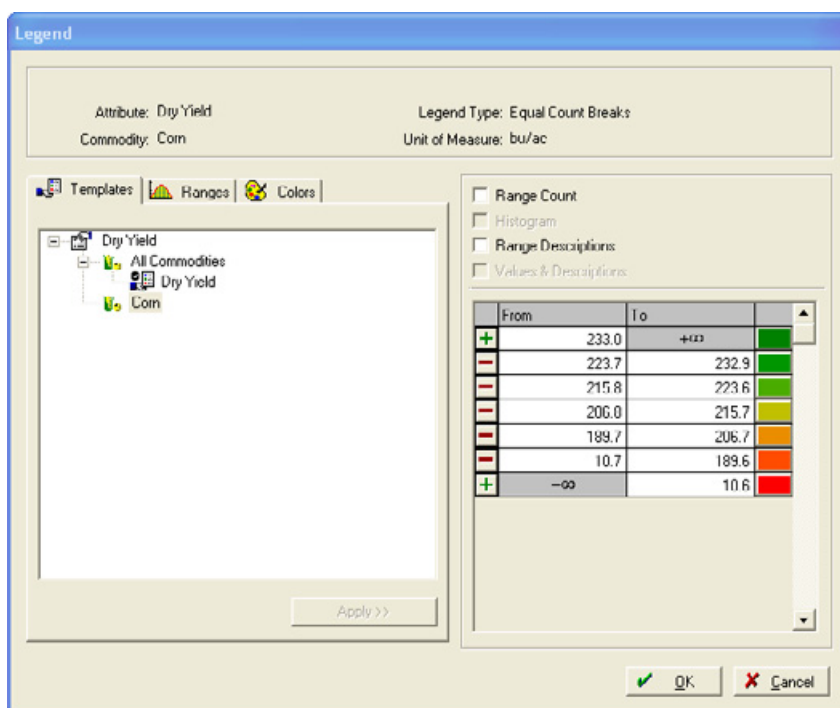 Legend
Attribute: Dry Yield
Legend Type: Equal Count Breaks
Commodity: Corn
Unit of Measure: bu/ac
Templates
Ranges
Colors
Dry Yield
All Commodities
Dry Yield
Corn
Apply >>
Range Count
Histogram
Range Descriptions
Values & Descriptions
From To
233.0 +∞
223.7 232.9
215.8 223.6
206.0 215.7
189.7 206.7
10.7 189.6
-∞ 10.6
OK
Cancel